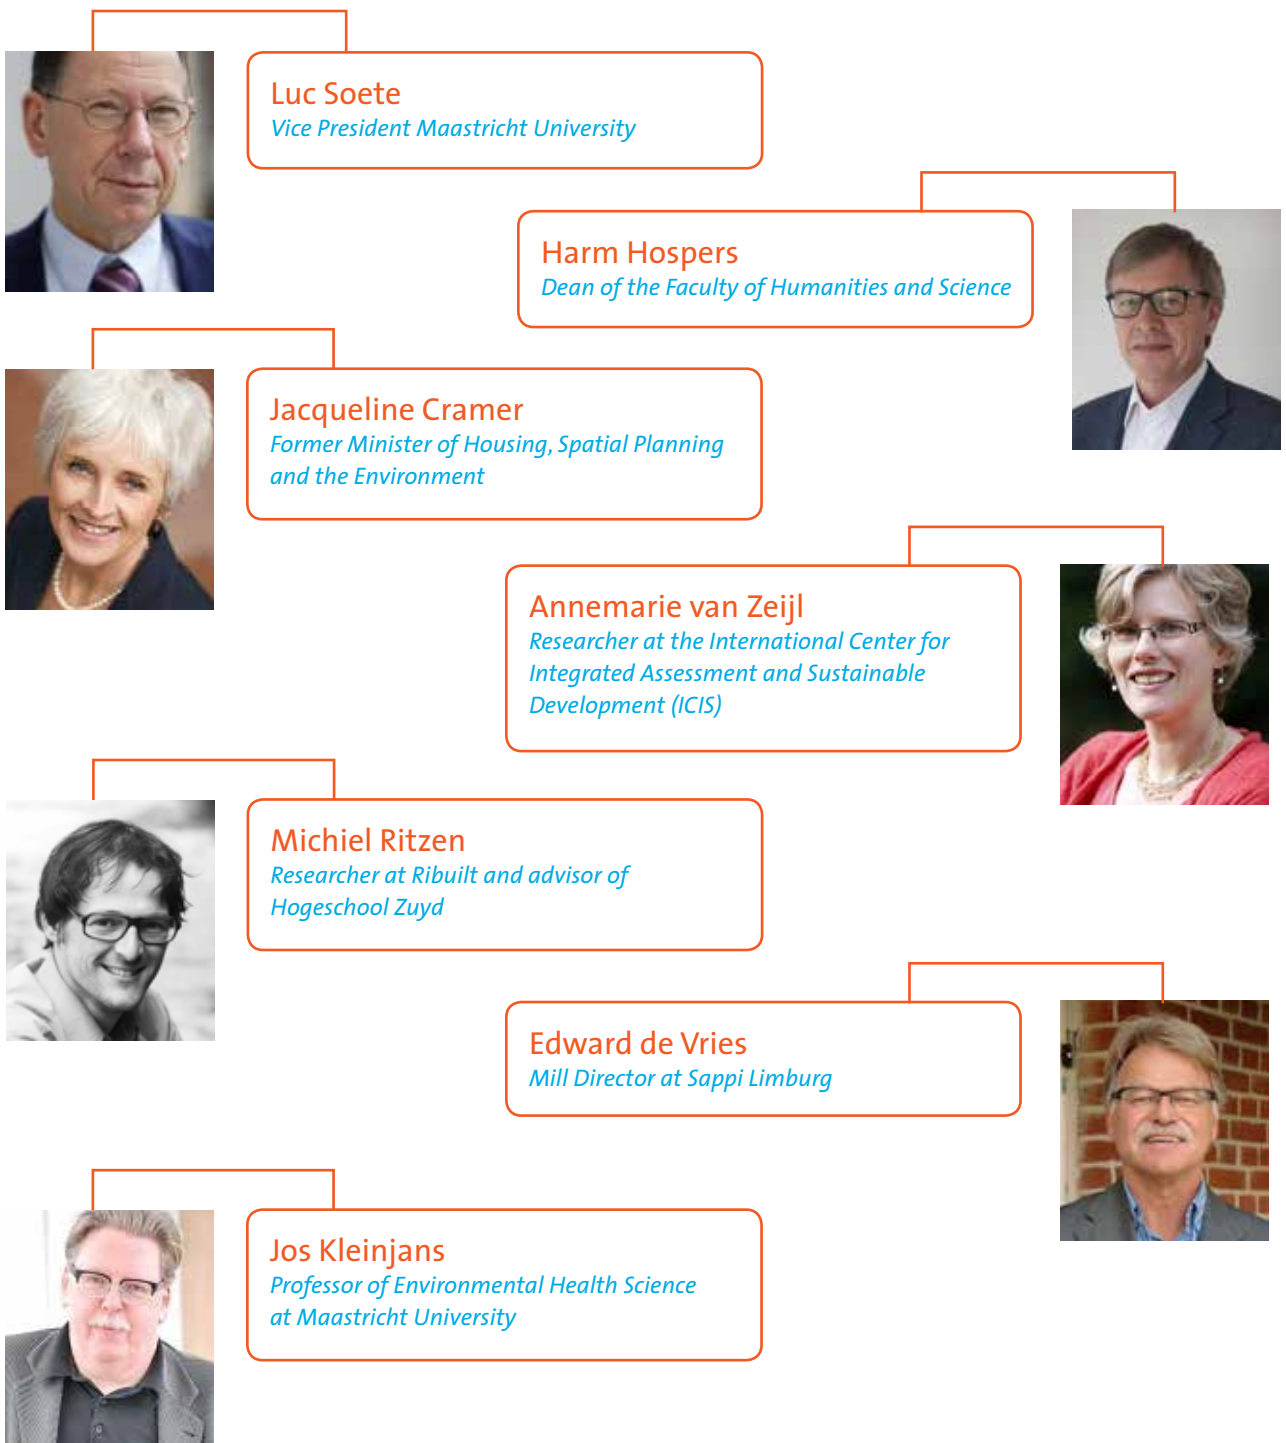 Luc Soete
Vice President Maastricht University
Harm Hospers
Dean of the Faculty of Humanities and Science
Jacqueline Cramer
Former Minister of Housing, Spatial Planning
and the Environment
Annemarie van Zeijl
Researcher at the International Center for
Integrated Assessment and Sustainable
Development (ICIS)
Michiel Ritzen
Researcher at Ribuilt and advisor of
Hogeschool Zuyd
Edward de Vries
Mill Director at Sappi Limburg
Jos Kleinjans
Professor of Environmental Health Science
at Maastricht University